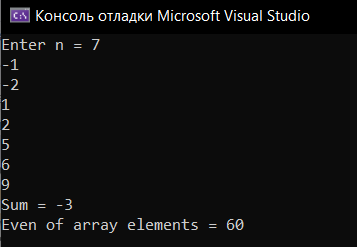 Консоль отладки Microsoft Visual Studio
Enter n = 7
-1
-2
1
2
5
6
9
Sum = -3
Even of array elements = 60